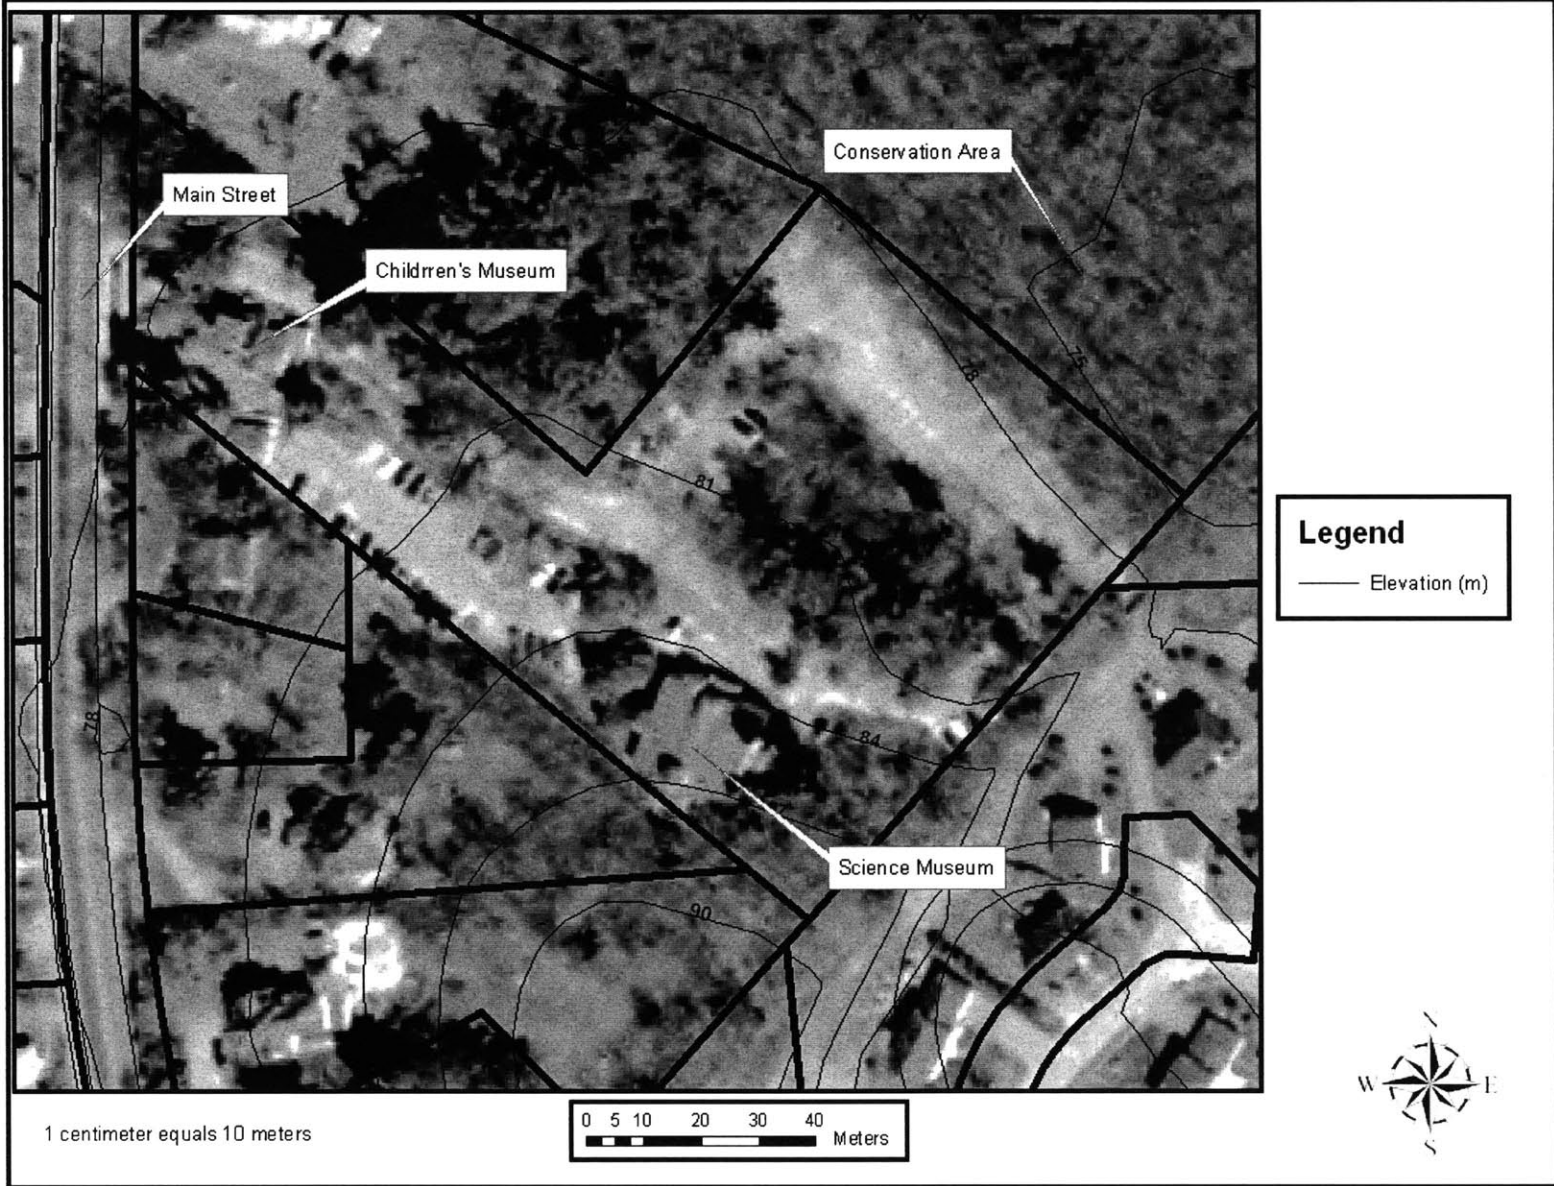 Conservation Area
Main Street
Childrren's Museum
78
75
81
Legend
Elevation (m)
78
84
Science Museum
90
N
W
E
S
0 5 10 20 30 40
Meters
1 centimeter equals 10 meters